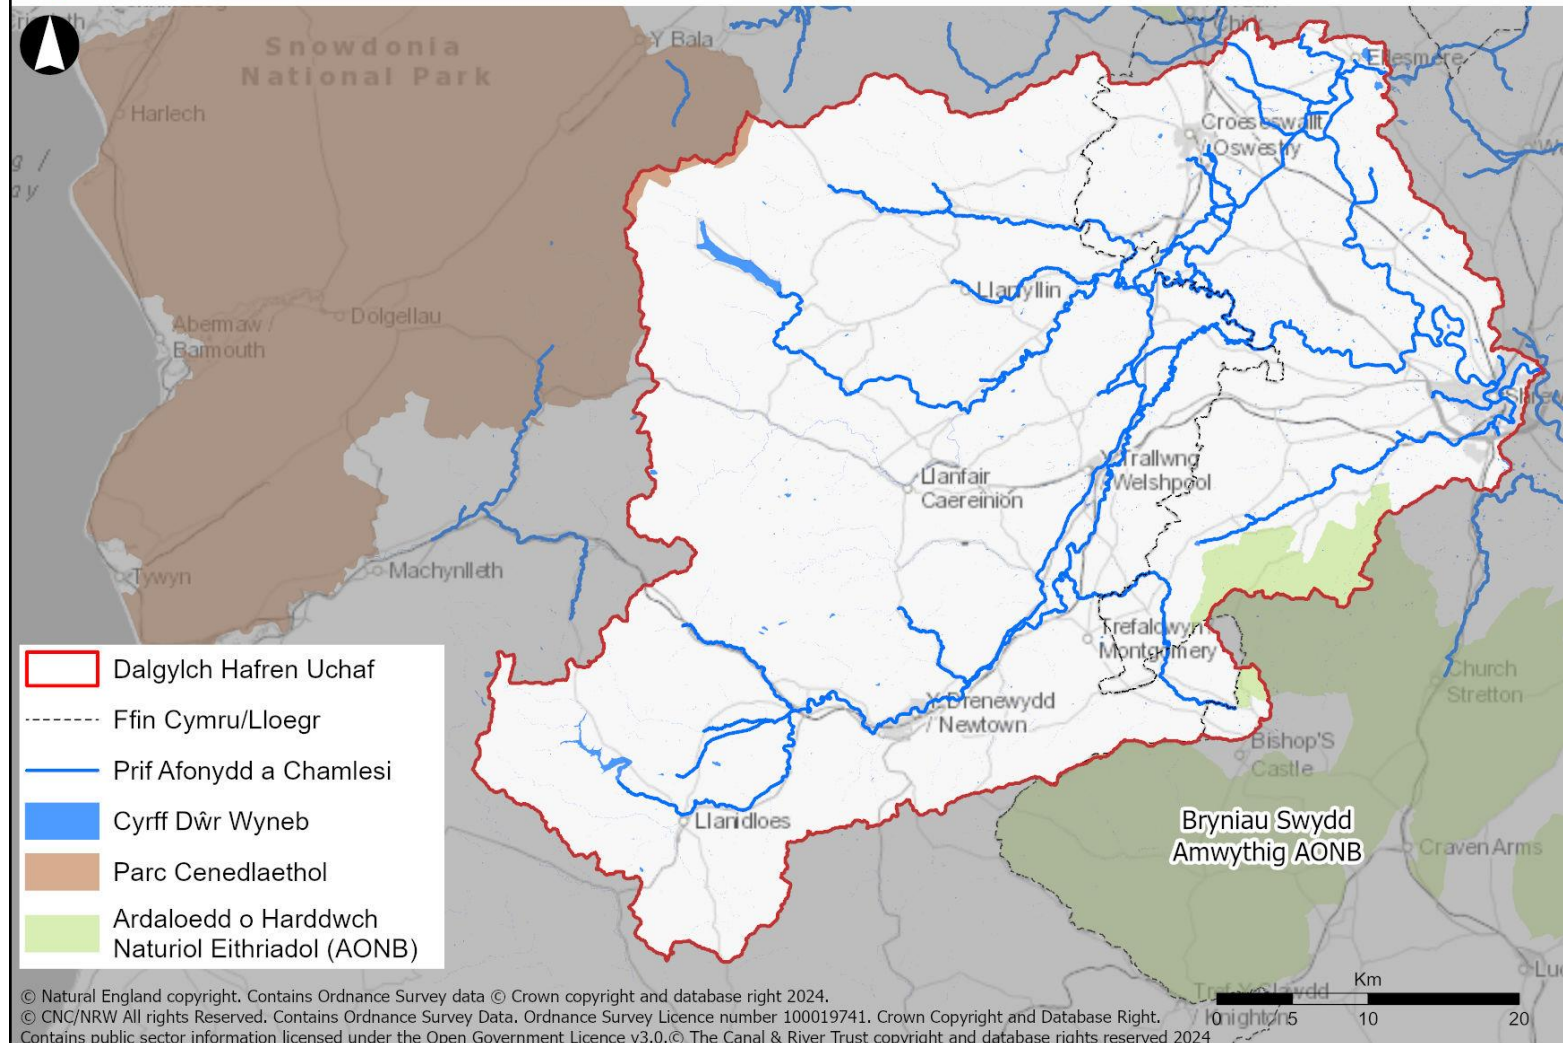 Chirk
Snowdonia
National Park
Y Bala
Ellesmere
Harlech
Croesoswallt
/ Oswestry
Abermaw /
Barmouth
Dolgellau
Llanfyllin
Llanfair
Caereinion
Y Trallwng
/ Welshpool
Machynlleth
Tywyn
Trefaldwyn
Montgomery
Church
Stretton
Y Drenewydd
/ Newtown
Bishop'S
Castle
Llanidloes
Bryniau Swydd
Amwythig AONB
Craven Arms
Tref-Y-Clawdd
/ Knighton
Dalgylch Hafren Uchaf
Ffin Cymru/Lloegr
Prif Afonydd a Chamlesi
Cyrff Dŵr Wyneb
Parc Cenedlaethol
Ardaloedd o Harddwch
Naturiol Eithriadol (AONB)
Km
0 5 10 20
© Natural England copyright. Contains Ordnance Survey data © Crown copyright and database right 2024.
© CNC/NRW All rights Reserved. Contains Ordnance Survey Data. Ordnance Survey Licence number 100019741. Crown Copyright and Database Right.
Contains public sector information licensed under the Open Government Licence v3.0.© The Canal & River Trust copyright and database rights reserved 2024